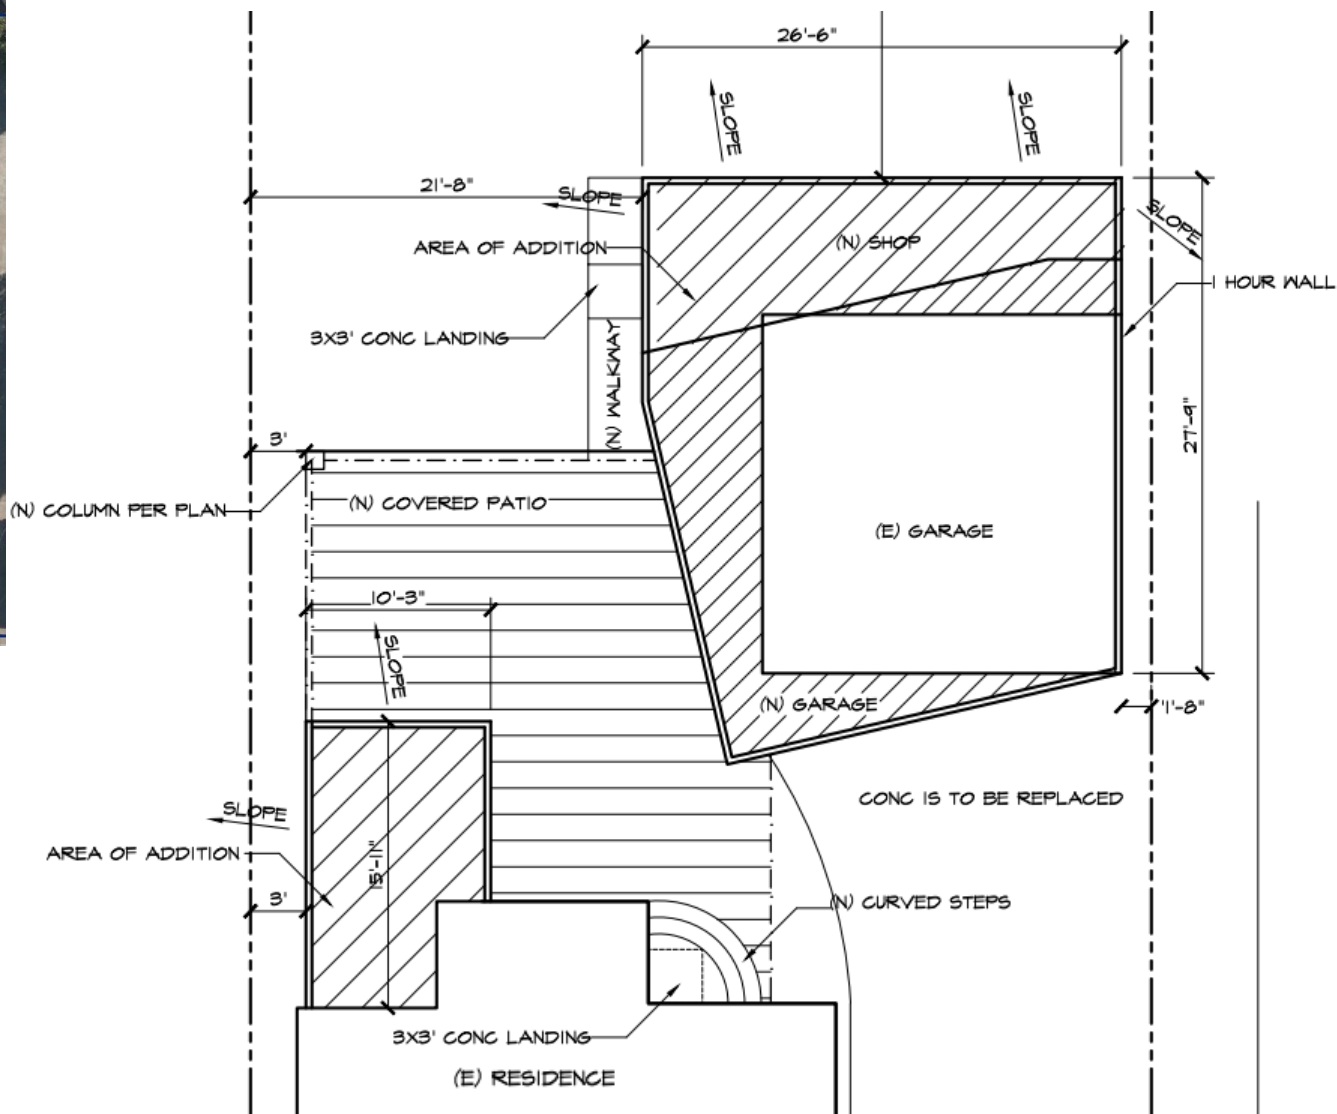 26'-6"
SLOPE
SLOPE
21'-8"
SLOPE
SLOPE
AREA OF ADDITION
(N) SHOP
1 HOUR WALL
3X3' CONC LANDING
(N) WALKWAY
27'-9"
3'
(N) COLUMN PER PLAN
(N) COVERED PATIO
(E) GARAGE
10'-3"
SLOPE
(N) GARAGE
1'-8"
SLOPE
CONC IS TO BE REPLACED
AREA OF ADDITION
15'-11"
3'
(N) CURVED STEPS
3X3' CONC LANDING
(E) RESIDENCE